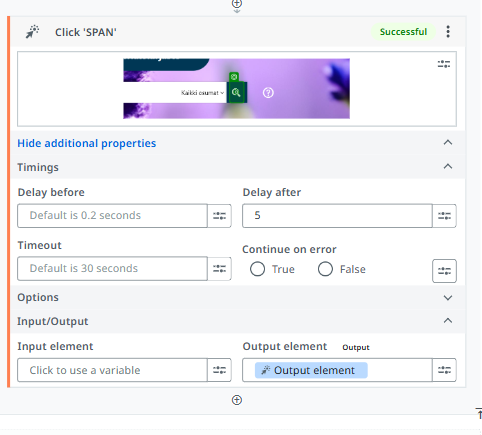 Click 'SPAN'
Successful
Kaikki osumat
Hide additional properties
Timings
Delay before
Delay after
Default is 0.2 seconds
5
Timeout
Continue on error
Default is 30 seconds
True
False
Options
Input/Output
Input element
Output element Output
Click to use a variable
Output element